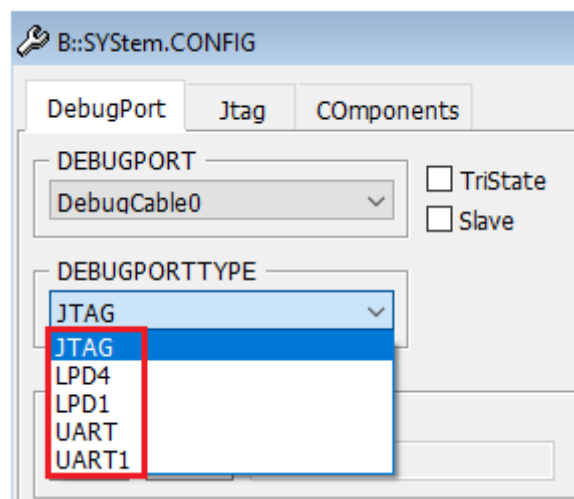 B::SYStem.CONFIG
DebugPort Jtag COmponents
DEBUGPORT
DebugCable0
TriState
Slave
DEBUGPORTTYPE
JTAG
JTAG
LPD4
LPD1
UART
UART1